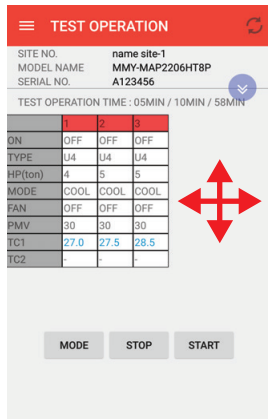 TEST OPERATION
SITE NO. name site-1
MODEL NAME MMY-MAP2206HT8P
SERIAL NO. A123456
TEST OPERATION TIME : 05MIN / 10MIN / 58MIN
1 2 3
ON OFF OFF OFF
TYPE U4 U4 U4
HP(ton) 4 5 5
MODE COOL COOL COOL
FAN OFF OFF OFF
PMV 30 30 30
TC1 27.0 27.5 28.5
TC2 - - -
MODE STOP START